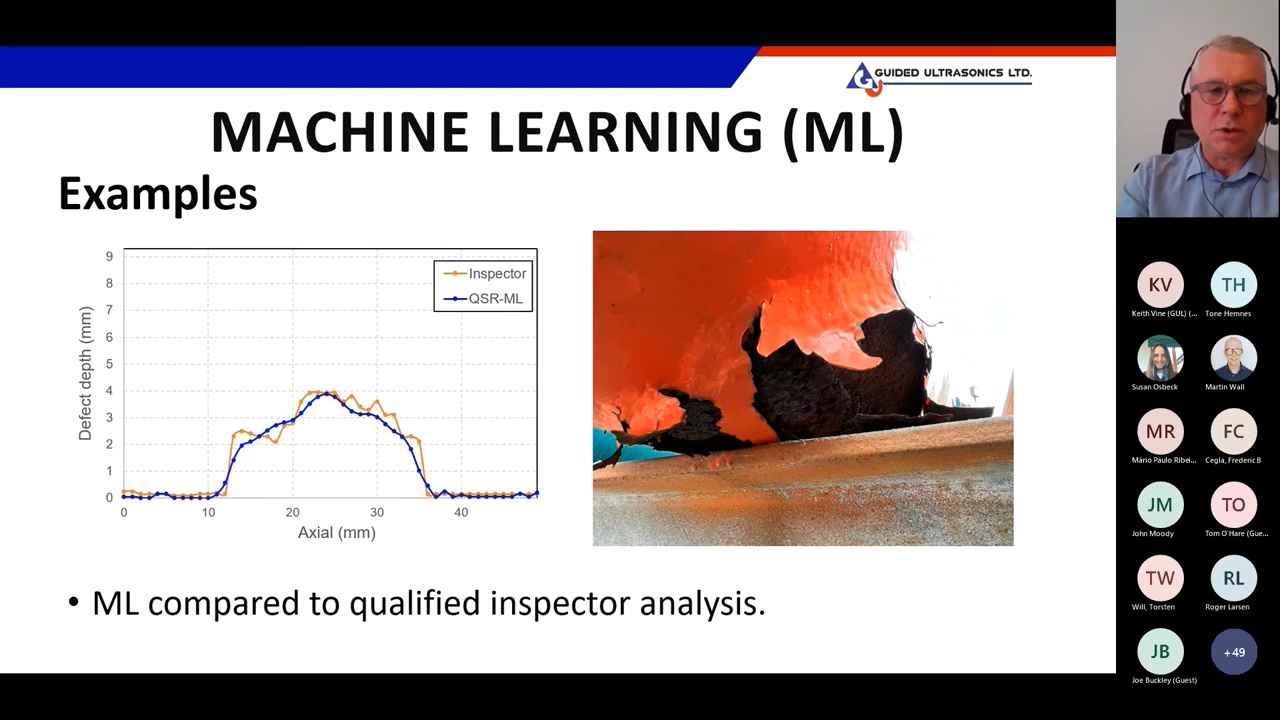 GUIDED ULTRASONICS LTD.
GU
MACHINE LEARNING (ML)
Examples
9
8
7
6
5
4
3
2
1
0
Defect depth (mm)
Inspector
QSR-ML
0 10 20 30 40
Axial (mm)
• ML compared to qualified inspector analysis.
KV
Keith Vine (GUL) (...
TH
Tone Hemnes
Susan Osbeck
Martin Wall
MR
Mário Paulo Ribei...
FC
Cegla, Frederic B
JM
John Moody
TO
Tom O'Hare (Gue...
TW
Will, Torsten
RL
Roger Larsen
JB
Joe Buckley (Guest)
+49